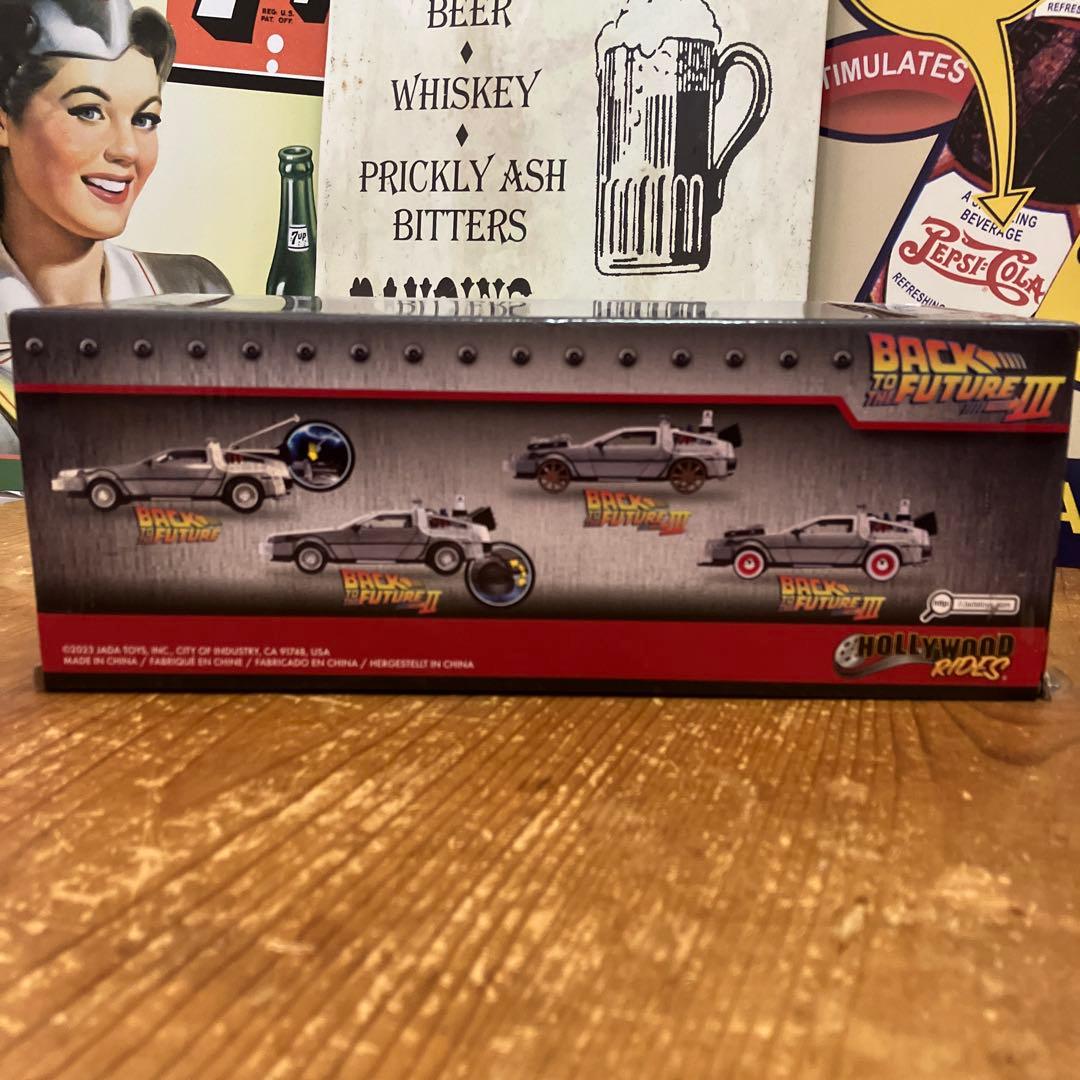 REG. U.S.
PAT. OFF.
BEER
WHISKEY
PRICKLY ASH
BITTERS
7up
TIMULATES
REFRES
BEVERAGE
PEPSI-COLA
REFRESHING
BACK
TO THE FUTURE III
BACK
TO THE FUTURE
BACK
TO THE FUTURE II
BACK
TO THE FUTURE III
BACK
TO THE FUTURE III
©2023 JADA TOYS, INC., CITY OF INDUSTRY, CA 91748, USA
MADE IN CHINA / FABRIQUÉ EN CHINE / FABRICADO EN CHINA / HERGESTELLT IN CHINA
HOLLYWOOD
RIDES